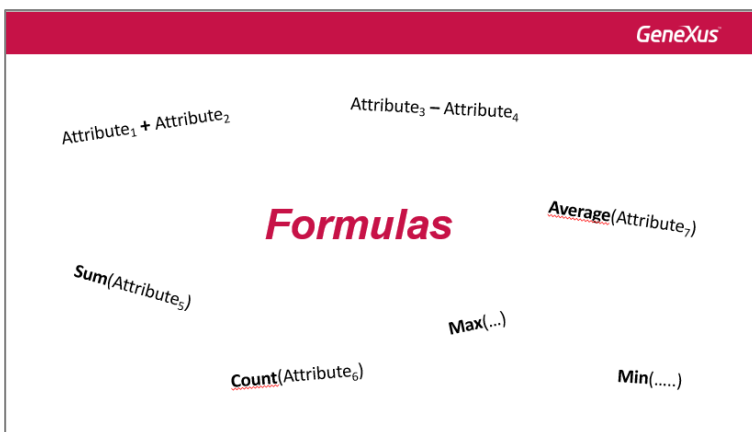 GeneXus
Attribute₁ + Attribute₂
Attribute₃ – Attribute₄
Formulas
Average(Attribute₇)
Sum(Attribute₅)
Max(...)
Count(Attribute₆)
Min(.....)